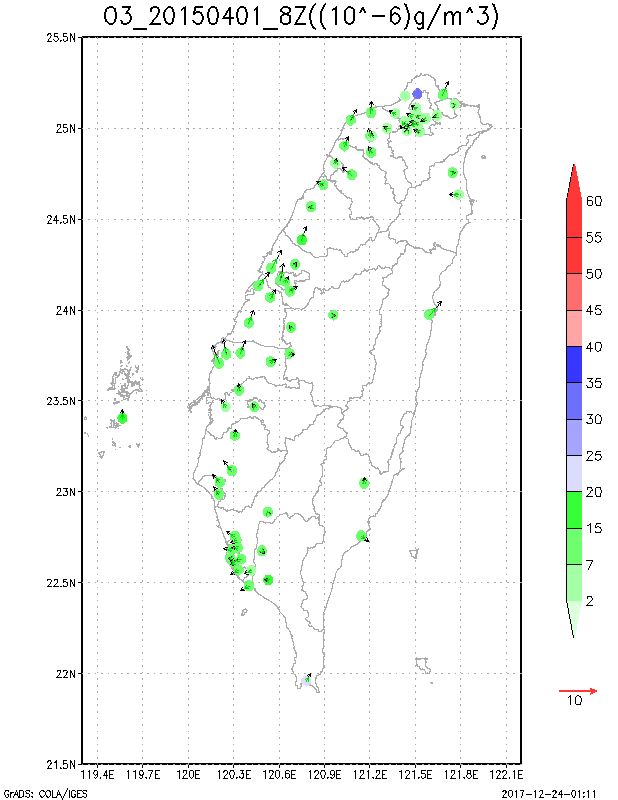 O3_20150401_8Z((10^-6)g/m^3)
25.5N
25N
24.5N
24N
23.5N
23N
22.5N
22N
21.5N
119.4E 119.7E 120E 120.3E 120.6E 120.9E 121.2E 121.5E 121.8E 122.1E
60
55
50
45
40
35
30
25
20
15
7
2
10
GrADS: COLA/IGES
2017-12-24-01:11